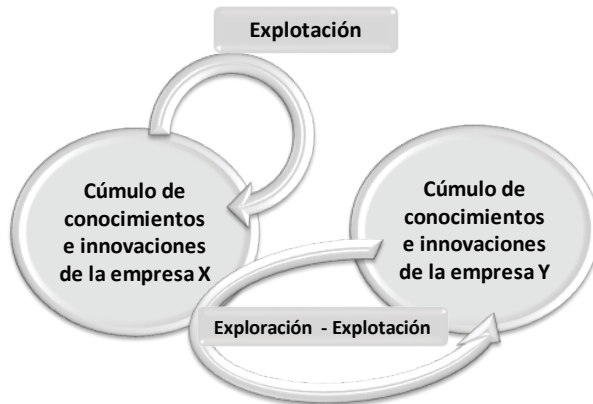 Explotación
Cúmulo de
conocimientos
e innovaciones
de la empresa X
Cúmulo de
conocimientos
e innovaciones
de la empresa Y
Exploración - Explotación